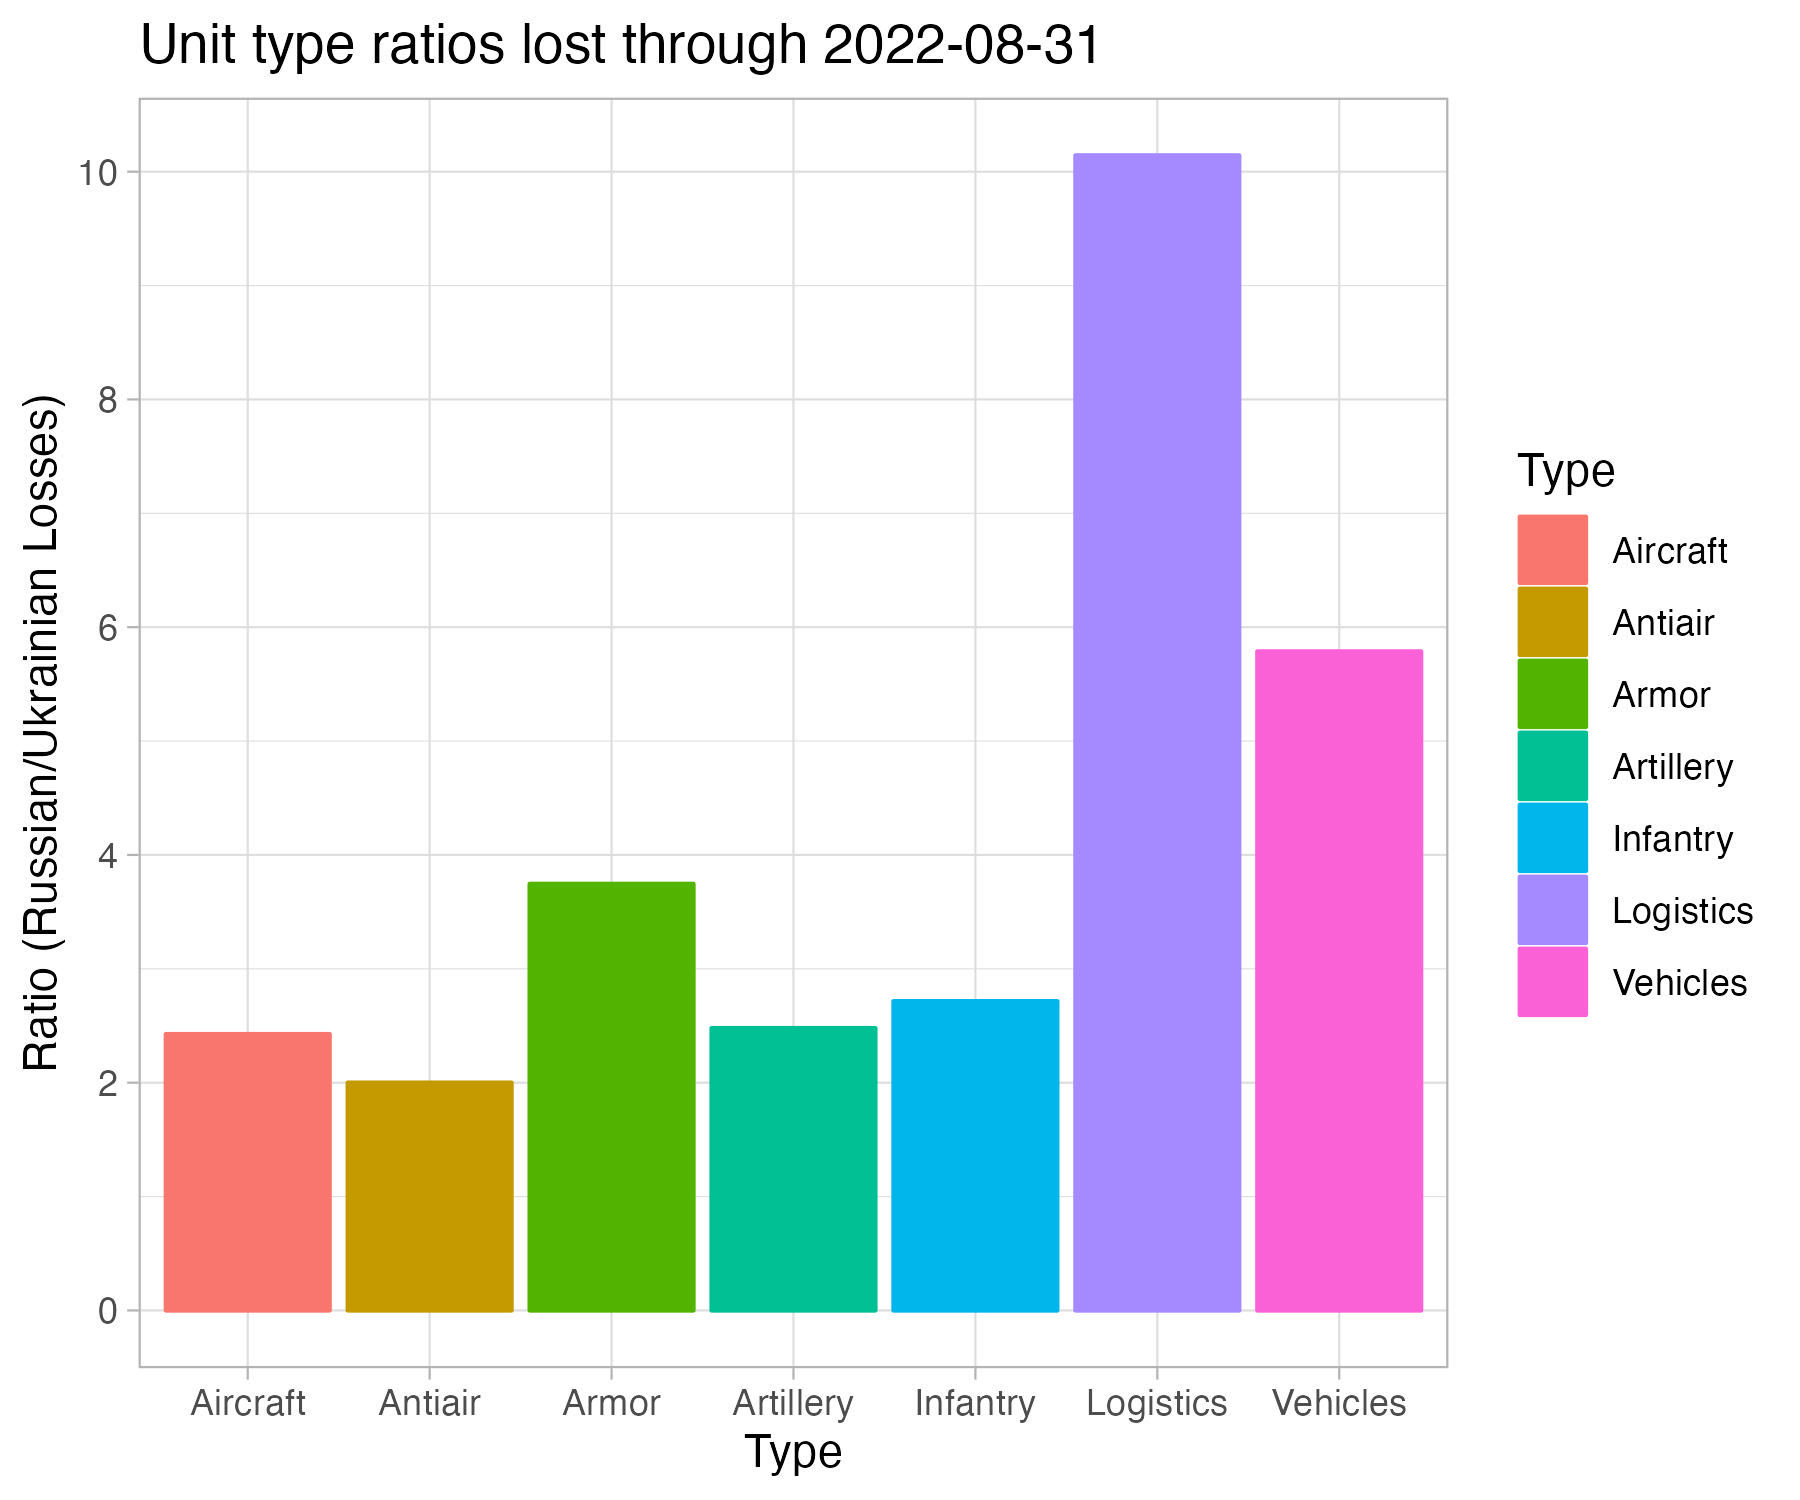 Unit type ratios lost through 2022-08-31
Ratio (Russian/Ukrainian Losses)
10
8
6
4
2
0
Aircraft Antiair Armor Artillery Infantry Logistics Vehicles
Type
Type
Aircraft
Antiair
Armor
Artillery
Infantry
Logistics
Vehicles